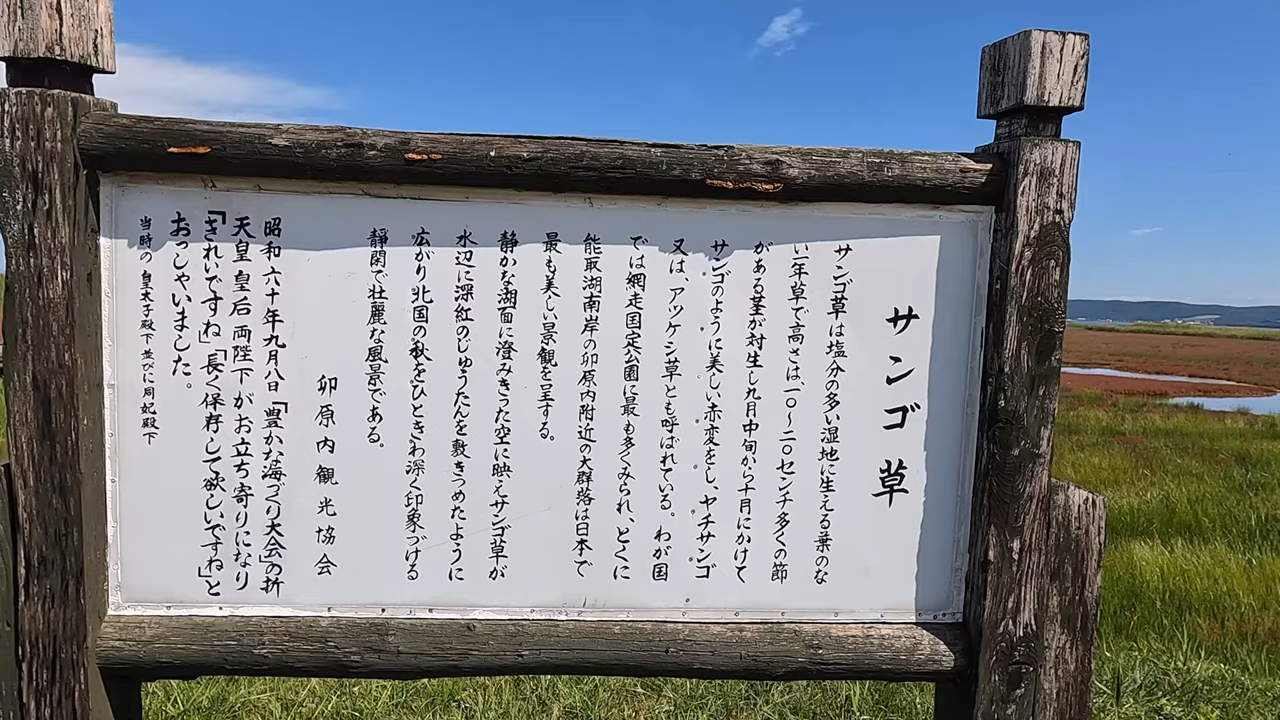 サンゴ草
サンゴ草は塩分の多い湿地に生える葉のな
い一年草で高さは、一〇〜二〇センチ多くの節
がある茎が対生し九月中旬から十月にかけて
サンゴのように美しい赤変をし、ヤチサンゴ
又は、アッケシ草とも呼ばれている。わが国
では網走国定公園に最も多くみられ、とくに
能取湖南岸の卯原内附近の大群落は日本で
最も美しい景観を呈する。
静かな湖面に澄みきった空に映えサンゴ草が
水辺に深紅のじゅうたんを敷きつめたように
広がり北国の秋をひときわ深く印象づける
静閑で壮麗な風景である。
卯原内観光協会
昭和六十年九月八日「豊かな海づくり大会」の折
天皇皇后両陛下がお立ち寄りになり
「きれいですね」「長く保存して欲しいですね」と
おっしゃいました。
当時の皇太子殿下並びに同妃殿下